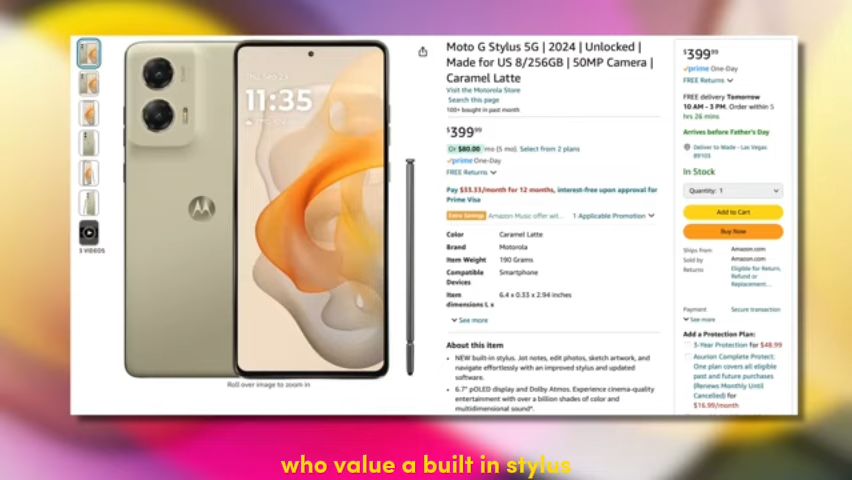 Moto G Stylus 5G | 2024 | Unlocked |
Made for US 8/256GB | 50MP Camera |
Caramel Latte
Visit the Motorola Store
Search this page
100+ bought in past month
$399⁹⁹
Or $80.00 /mo (5 mo). Select from 2 plans
prime One-Day
FREE Returns
Pay $33.33/month for 12 months, interest-free upon approval for
Prime Visa
Extra Savings Amazon Music offer wit... 1 Applicable Promotion
Color Caramel Latte
Brand Motorola
Item Weight 190 Grams
Compatible Smartphone
Devices
Item 6.4 x 0.33 x 2.94 inches
dimensions L x
See more
About this item
• NEW built-in stylus. Jot notes, edit photos, sketch artwork, and
navigate effortlessly with an improved stylus and updated
software.
• 6.7" pOLED display and Dolby Atmos. Experience cinema-quality
entertainment with over a billion shades of color and
multidimensional sound*.
$399⁹⁹
prime One-Day
FREE Returns
FREE delivery Tomorrow
10 AM - 3 PM. Order within 5
hrs 26 mins
Arrives before Father's Day
Deliver to Wade - Las Vegas
89103
In Stock
Quantity: 1
Add to Cart
Buy Now
Ships from Amazon.com
Sold by Amazon.com
Returns Eligible for Return,
Refund or
Replacement...
Payment Secure transaction
See more
Add a Protection Plan:
3-Year Protection for $48.99
Asurion Complete Protect:
One plan covers all eligible
past and future purchases
(Renews Monthly Until
Cancelled) for
$16.99/month
11:35
3 VIDEOS
Roll over image to zoom in
who value a built in stylus